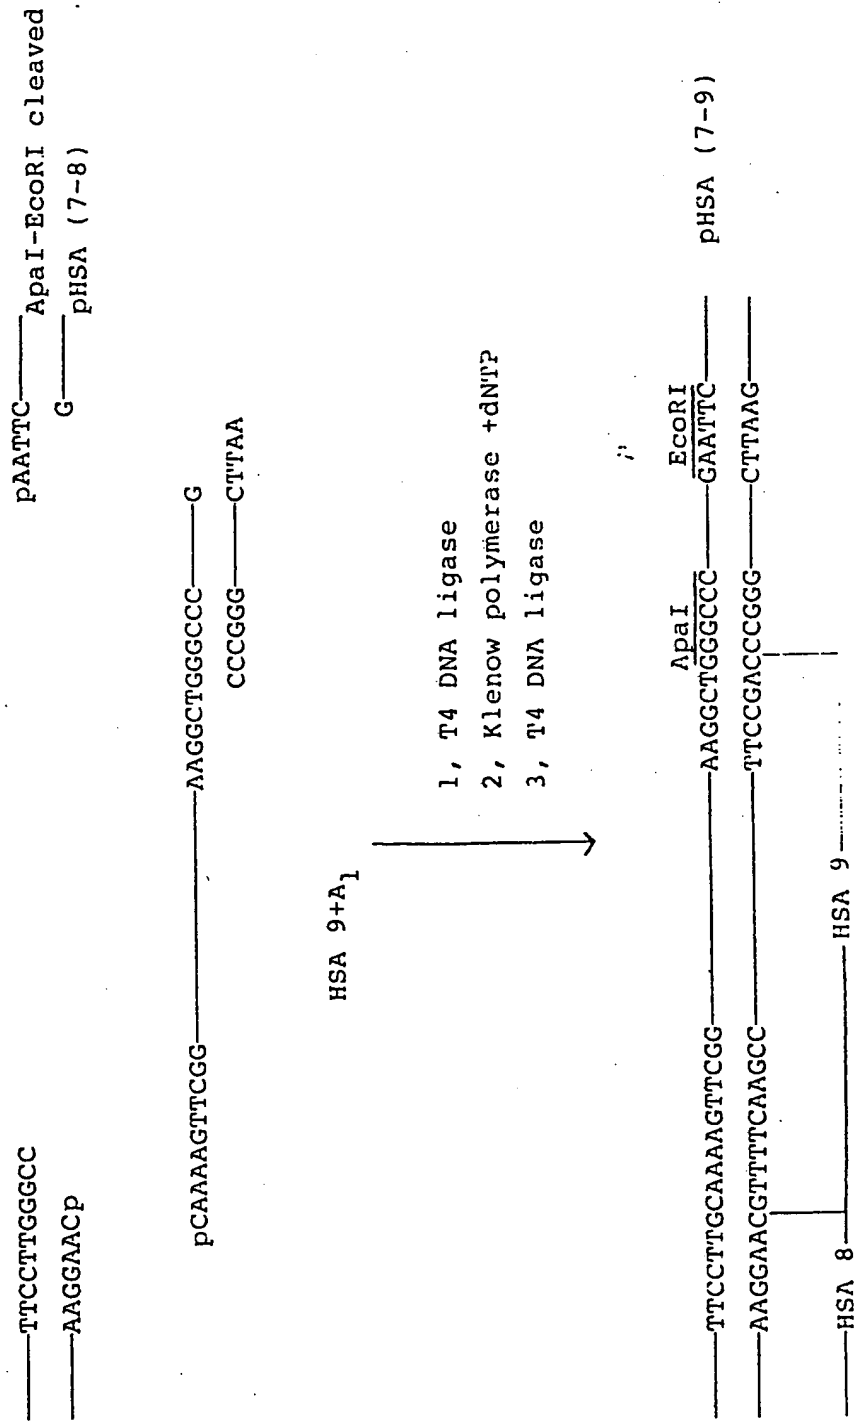 TTCCTTGGGCC
AAGGAACp
pAATTC
ApaI-EcoRI cleaved
G
pHSA (7-8)
pCAAAAGTTCGG
AAGGCTGGGCCC
G
CCCGGG
CTTAA
HSA 9+A1
1, T4 DNA ligase
2, Klenow polymerase +dNTP
3, T4 DNA ligase
ApaI
EcoRI
TTCCTTGCAAAAGTTCGG
AAGGCTGGGCCC
GAATTC
pHSA (7-9)
AAGGAACGTTTTCAAGCC
TTCCGACCCGGG
CTTAAG
HSA 8
HSA 9